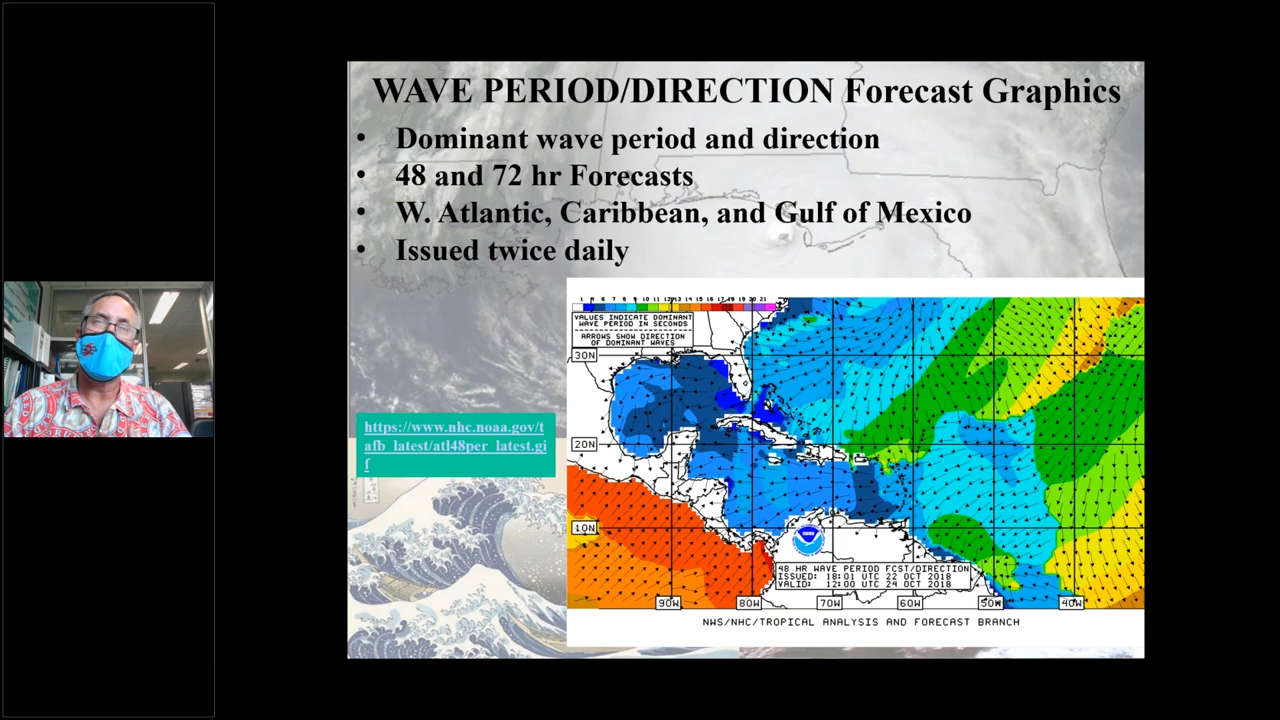 WAVE PERIOD/DIRECTION Forecast Graphics
• Dominant wave period and direction
• 48 and 72 hr Forecasts
• W. Atlantic, Caribbean, and Gulf of Mexico
• Issued twice daily
https://www.nhc.noaa.gov/t
afb_latest/atl48per_latest.gi
f
VALUES INDICATE DOMINANT
WAVE PERIOD IN SECONDS
ARROWS SHOW DIRECTION
OF DOMINANT WAVES
30N
20N
10N
48 HR WAVE PERIOD FCST/DIRECTION
ISSUED: 18:01 UTC 22 OCT 2018
VALID: 12:00 UTC 24 OCT 2018
90W 80W 70W 60W 50W 40W
NWS/NHC/TROPICAL ANALYSIS AND FORECAST BRANCH